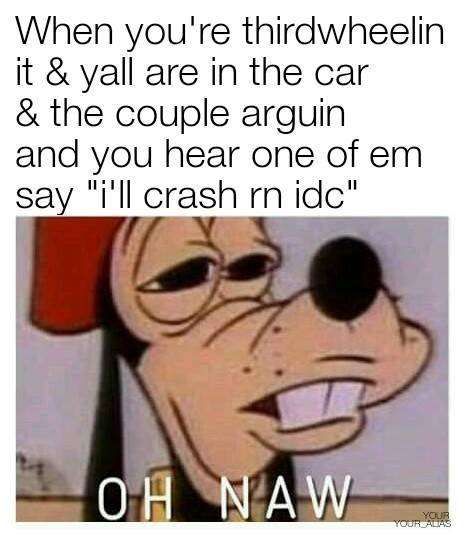 When you're thirdwheelin
it & yall are in the car
& the couple arguin
and you hear one of em
say "i'll crash rn idc"
OH NAW
YOUR
YOUR_ALIAS